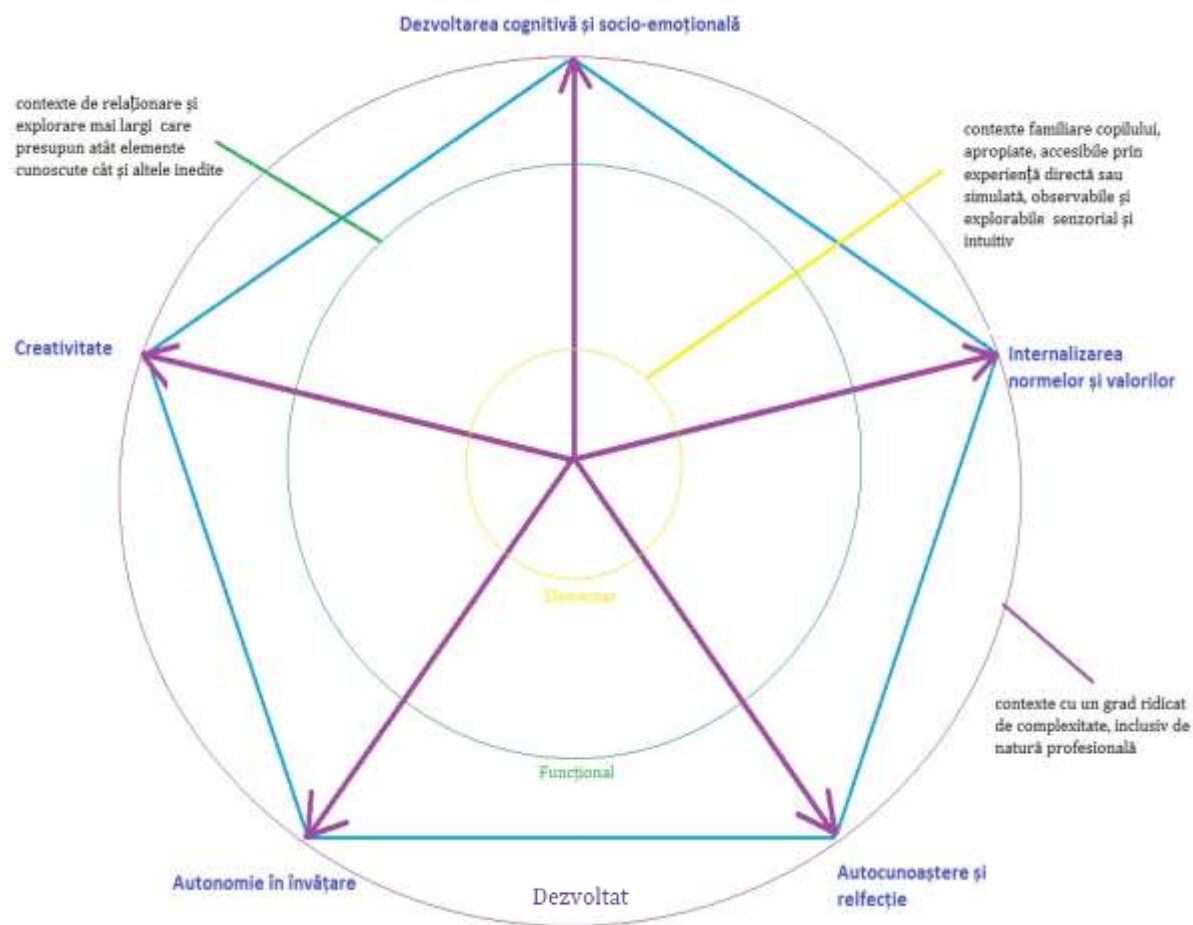 Dezvoltarea cognitivă și socio-emoțională
contexte de relaționare și
explorare mai largi care
presupun atât elemente
cunoscute cât și altele inedite
contexte familiare copilului,
apropiate, accesibile prin
experiență directă sau
simulată, observabile și
explorabile senzorial și
intuitiv
Creativitate
Internalizarea
normelor și valorilor
Elementar
contexte cu un grad ridicat
de complexitate, inclusiv de
natură profesională
Funcțional
Autonomie în învățare
Dezvoltat
Autocunoaștere și
relfecție